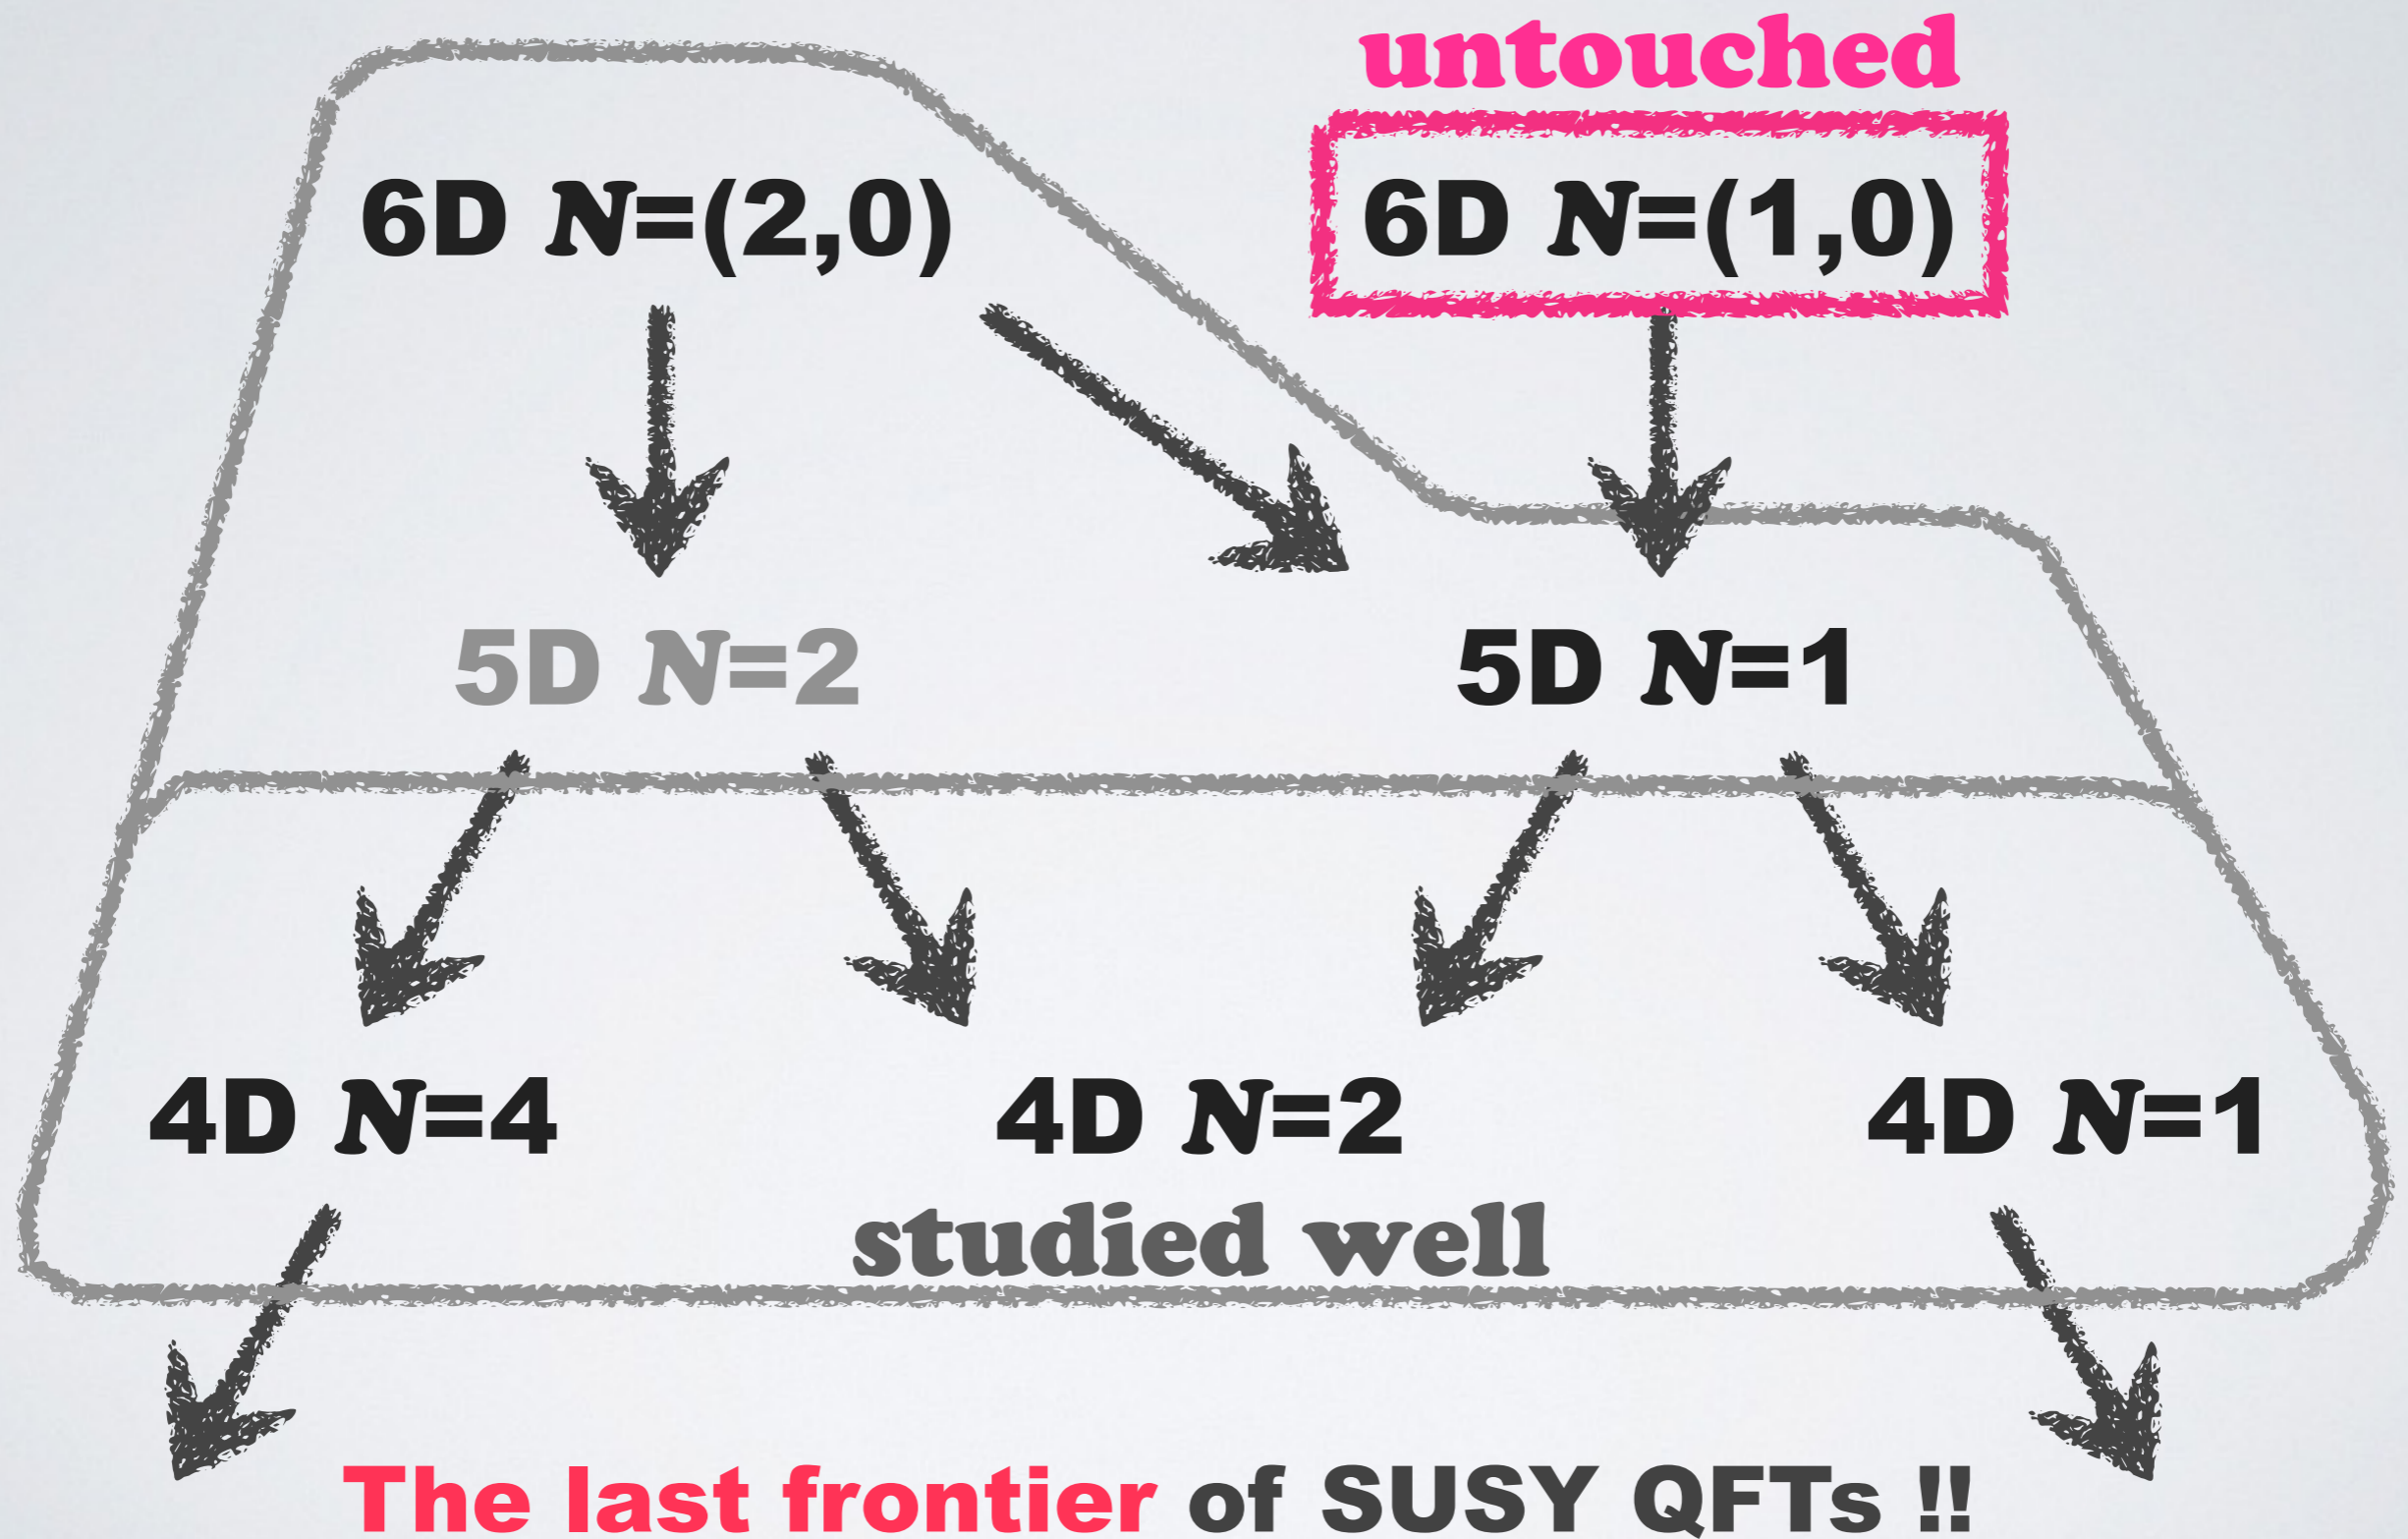 untouched
6D N=(2,0) 6D N=(1,0)
5D N=2 5D N=1
4D N=4 4D N=2 4D N=1
studied well
The last frontier of SUSY QFTs !!